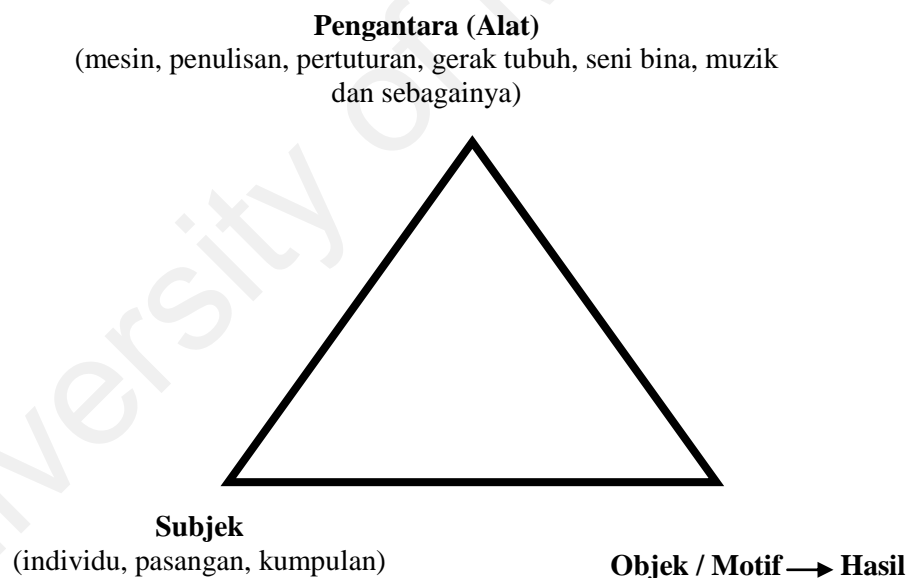 Pengantara (Alat)
(mesin, penulisan, pertuturan, gerak tubuh, seni bina, muzik
dan sebagainya)
Subjek
(individu, pasangan, kumpulan)
Objek / Motif → Hasil